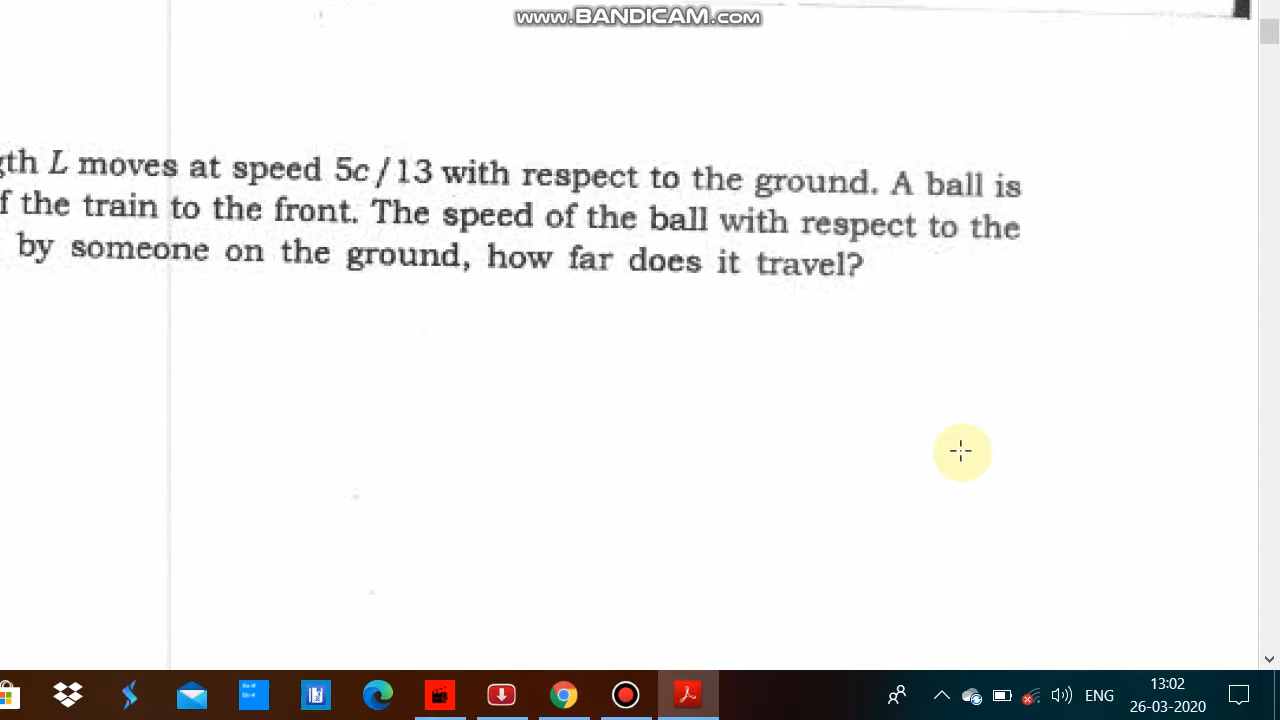 www.BANDICAM.com
gth L moves at speed 5c/13 with respect to the ground. A ball is
f the train to the front. The speed of the ball with respect to the
by someone on the ground, how far does it travel?
ENG
13:02
26-03-2020